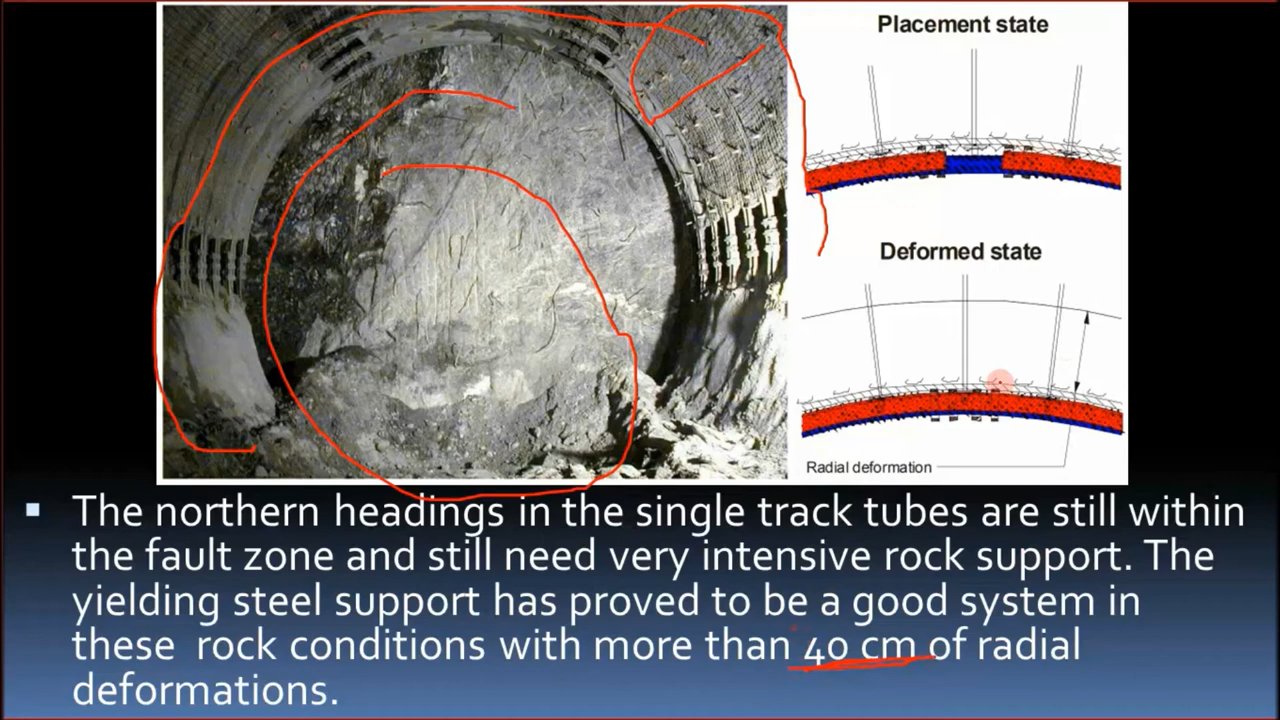 Placement state
Deformed state
Radial deformation
▪ The northern headings in the single track tubes are still within
the fault zone and still need very intensive rock support. The
yielding steel support has proved to be a good system in
these rock conditions with more than 40 cm of radial
deformations.